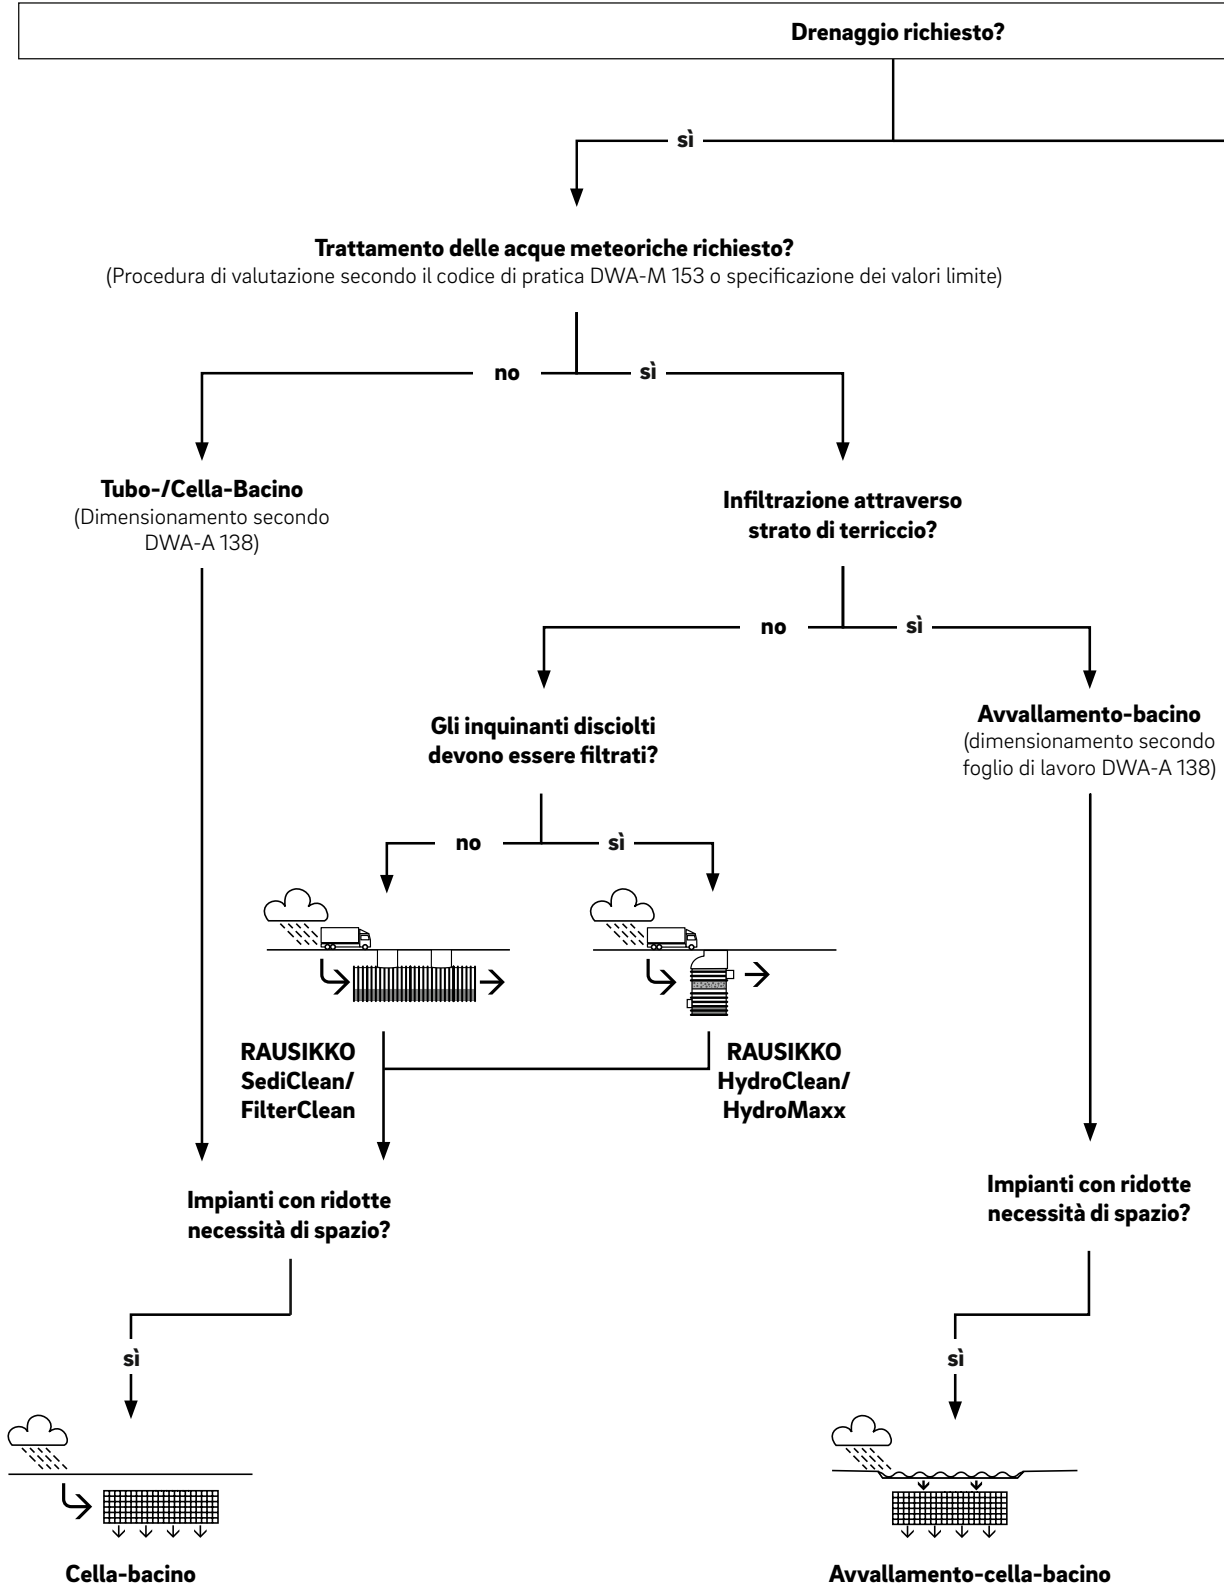 Drenaggio richiesto?
sì
Trattamento delle acque meteoriche richiesto?
(Procedura di valutazione secondo il codice di pratica DWA-M 153 o specificazione dei valori limite)
no
sì
Tubo-/Cella-Bacino
(Dimensionamento secondo
DWA-A 138)
Infiltrazione attraverso
strato di terriccio?
no
sì
Gli inquinanti disciolti
devono essere filtrati?
Avvallamento-bacino
(dimensionamento secondo
foglio di lavoro DWA-A 138)
no
sì
RAUSIKKO
SediClean/
FilterClean
RAUSIKKO
HydroClean/
HydroMaxx
Impianti con ridotte
necessità di spazio?
Impianti con ridotte
necessità di spazio?
sì
sì
Cella-bacino
Avvallamento-cella-bacino